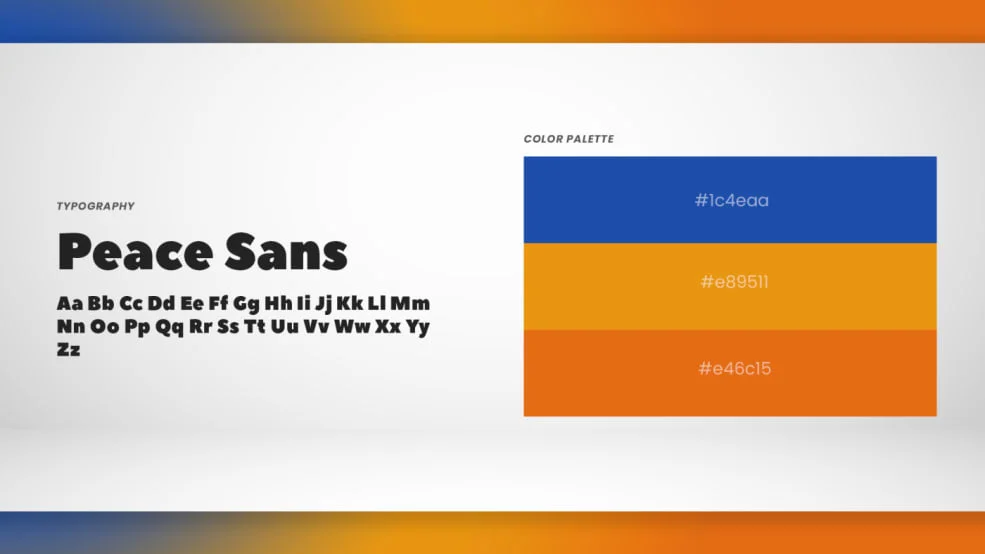 TYPOGRAPHY
Peace Sans
Aa Bb Cc Dd Ee Ff Gg Hh Ii Jj Kk Ll Mm
Nn Oo Pp Qq Rr Ss Tt Uu Vv Ww Xx Yy
Zz
COLOR PALETTE
#1c4eaa
#e89511
#e46c15